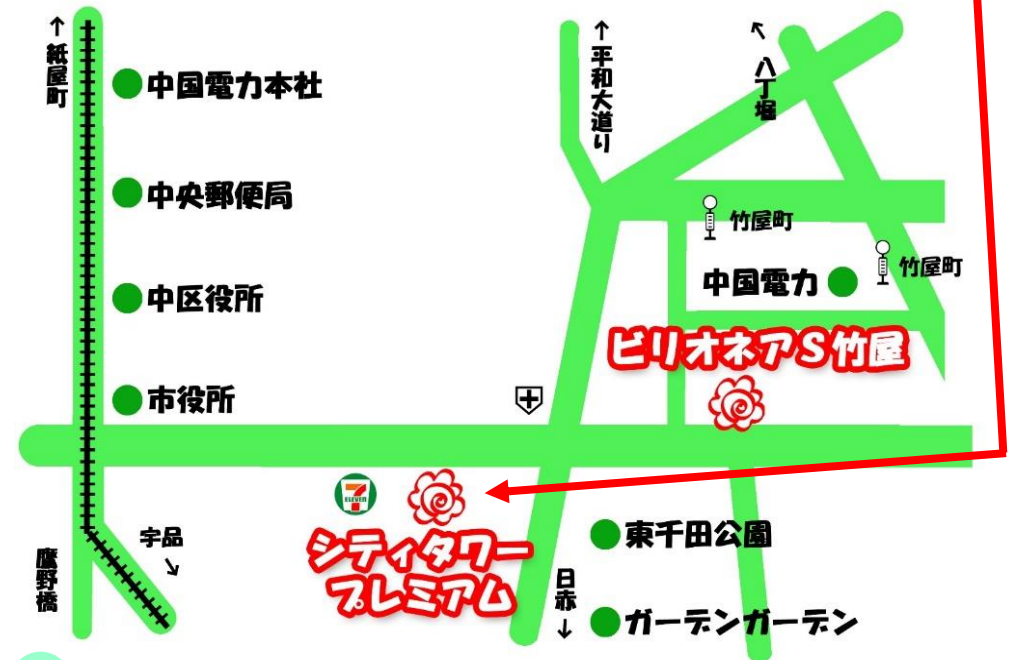 ↑紙屋町
中国電力本社
中央郵便局
中区役所
市役所
↑平和大道り
↑八丁堀
竹屋町
竹屋町
中国電力
ビリオネアS竹屋
7
ELEVEN
シティタワー
プレミアム
宇品
↘
鷹野橋
日赤↓
東千田公園
ガーデンガーデン